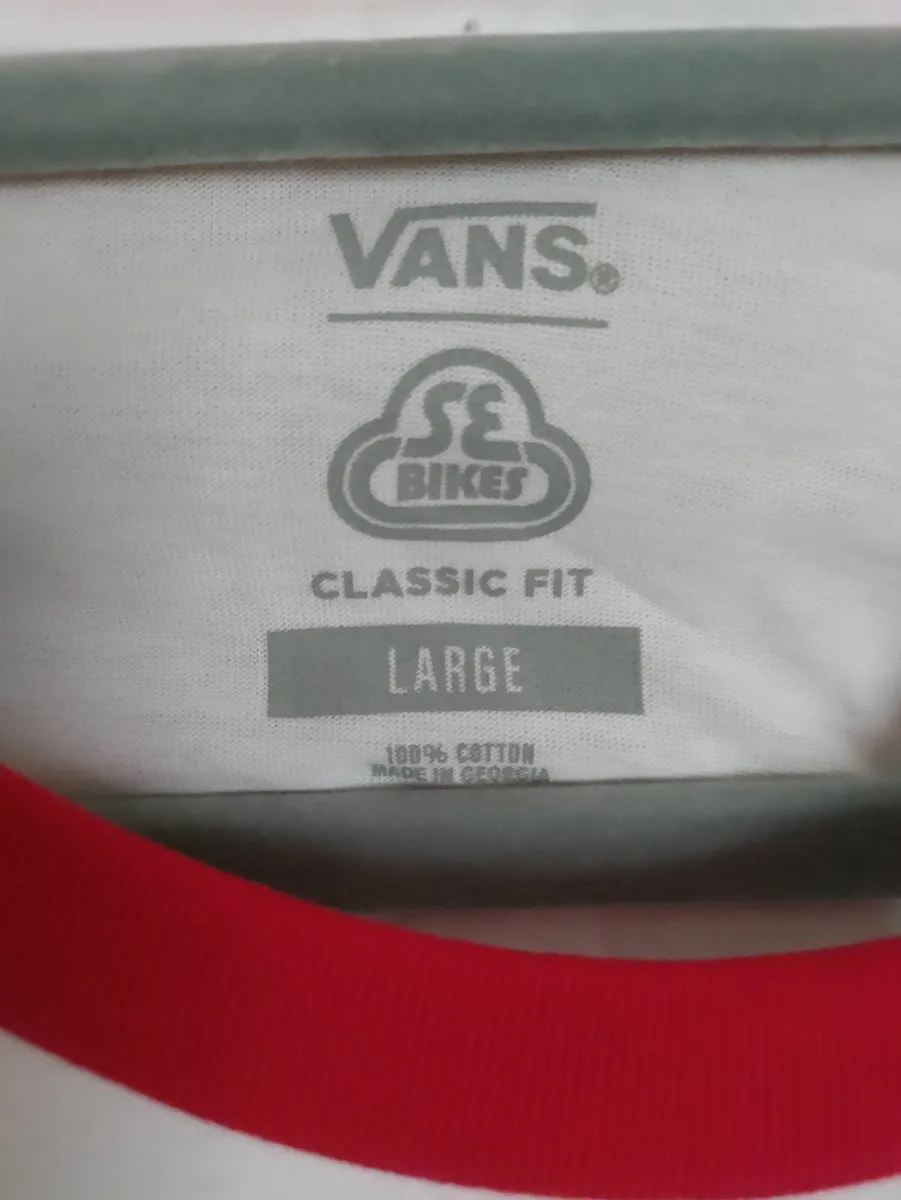 VANS®
SE
BIKES
CLASSIC FIT
LARGE
100% COTTON
MADE IN GEORGIA